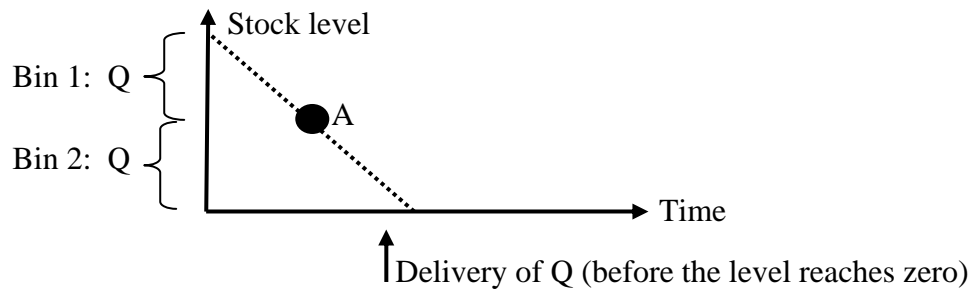 Stock level
Bin 1: Q
A
Bin 2: Q
Time
Delivery of Q (before the level reaches zero)